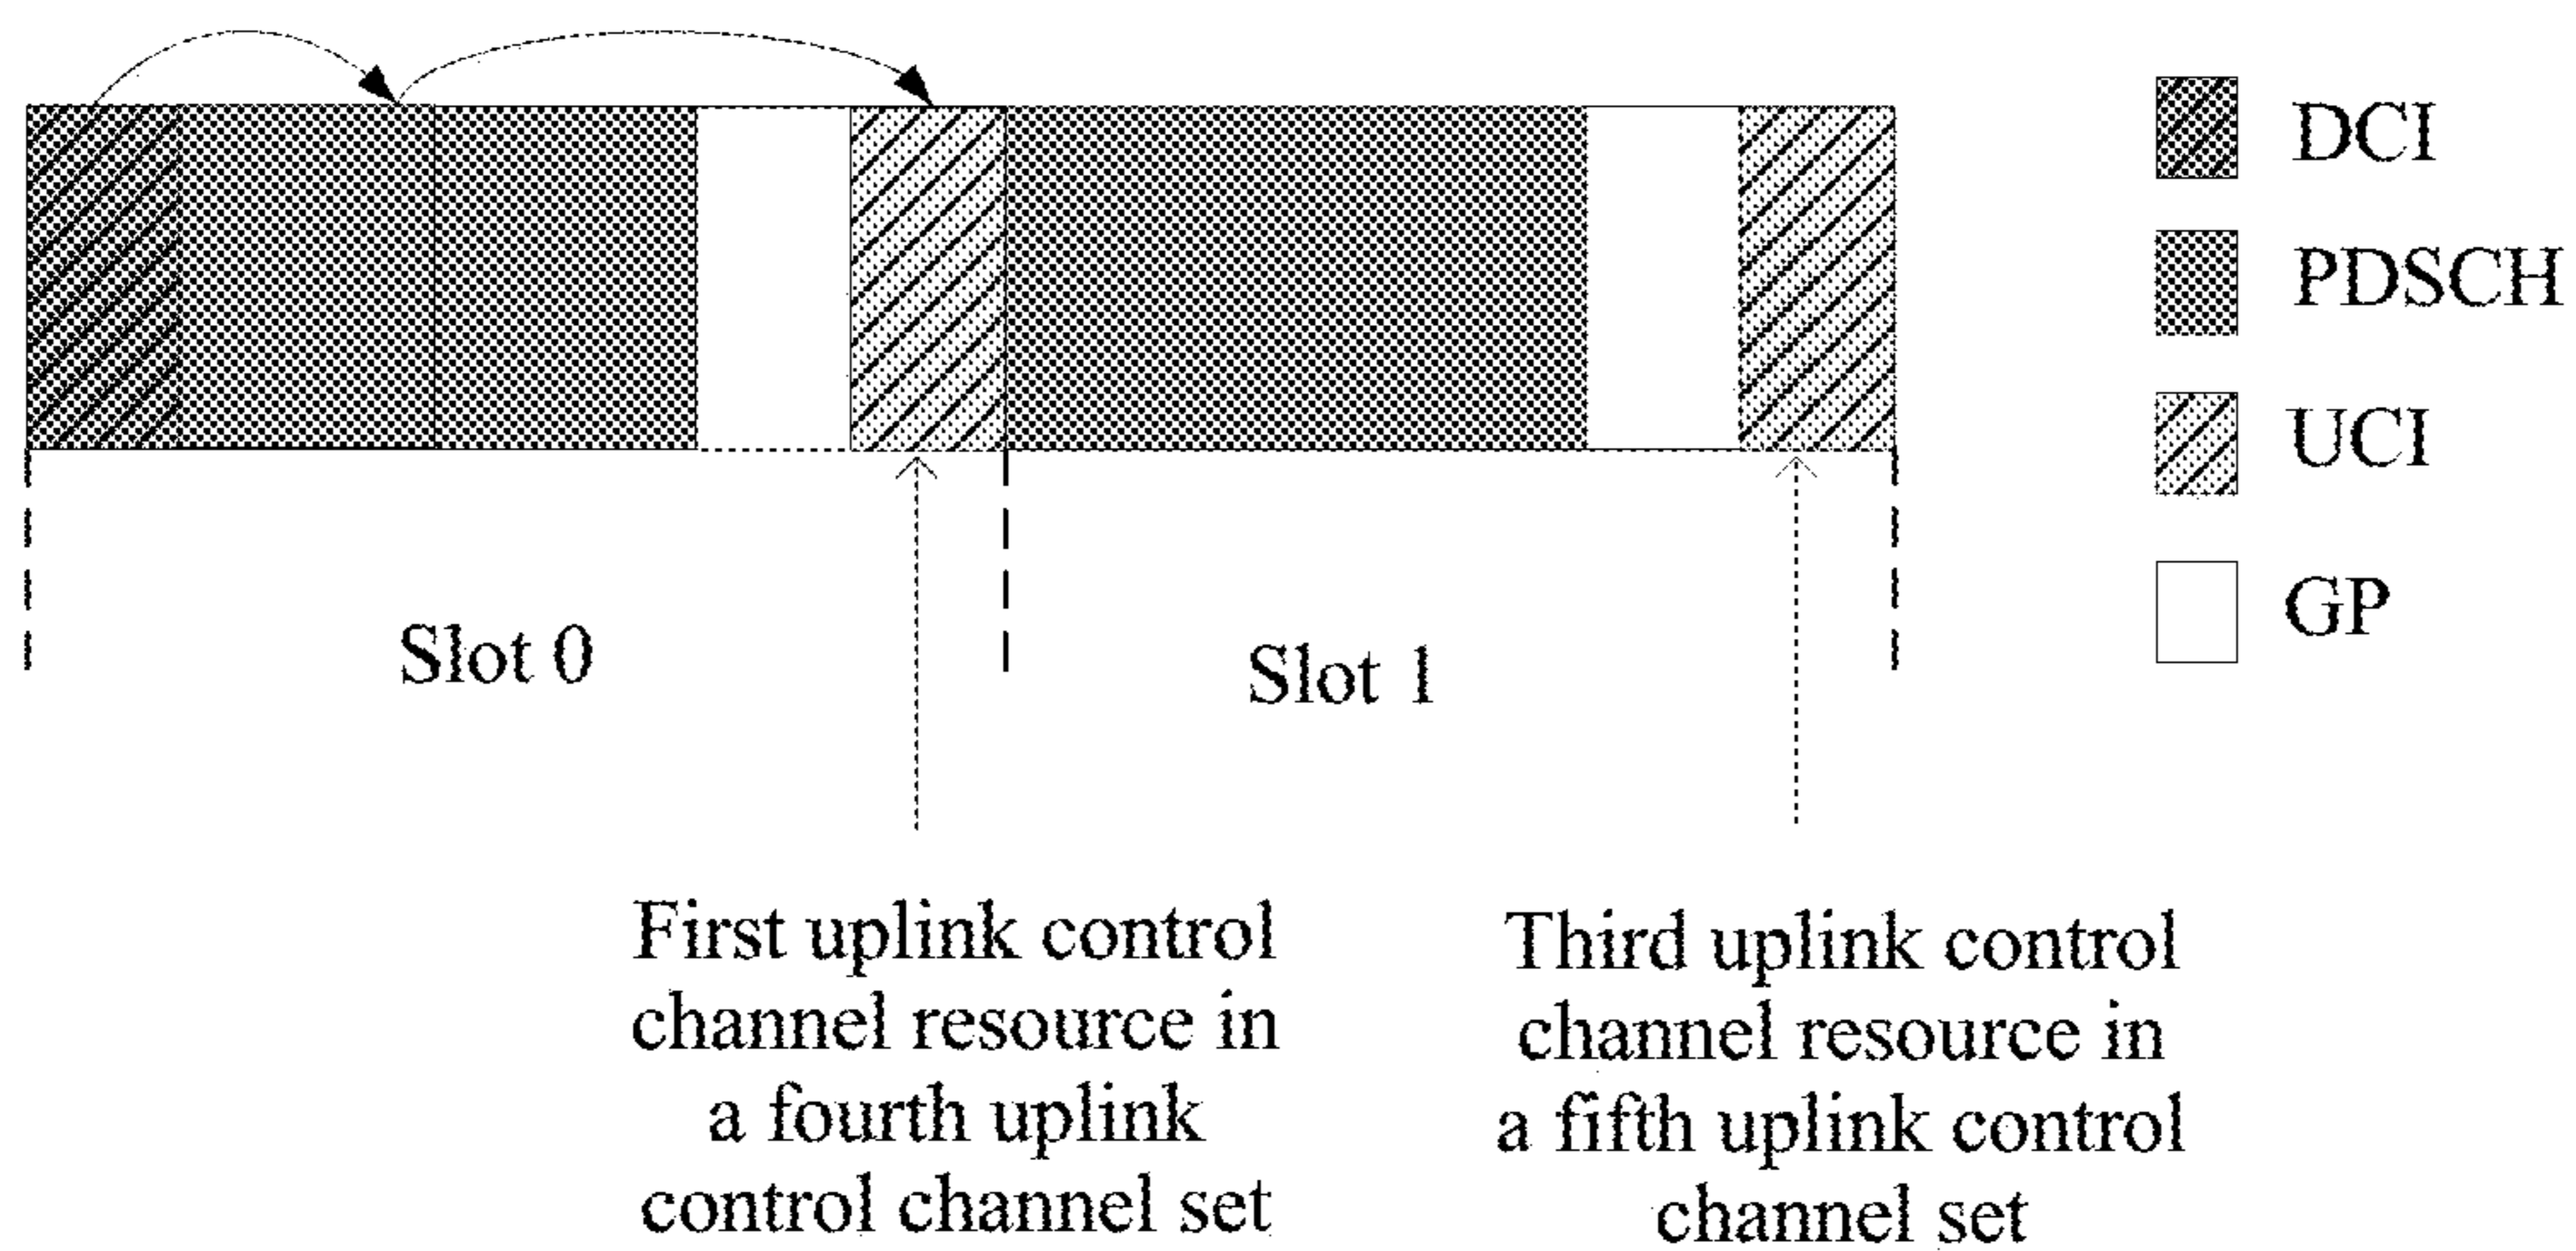 DCI
PDSCH
UCI
GP
Slot 0
Slot 1
First uplink control
channel resource in
a fourth uplink
control channel set
Third uplink control
channel resource in
a fifth uplink control
channel set